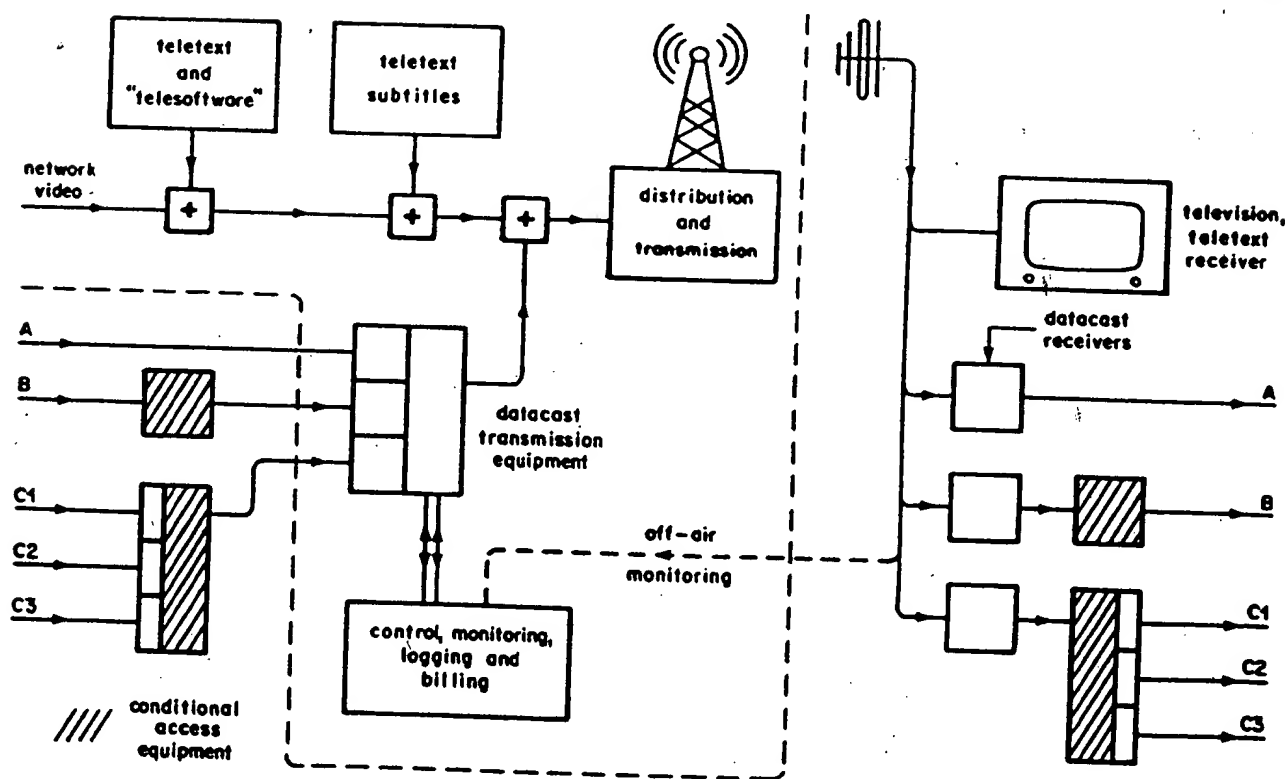 teletext
and
"telesoftware"
teletext
subtitles
network
video
+
+
+
distribution
and
transmission
television,
teletext
receiver
datacast
receivers
A
B
C1
C2
C3
datacast
transmission
equipment
off-air
monitoring
control, monitoring,
logging and
billing
conditional
access
equipment
A
B
C1
C2
C3